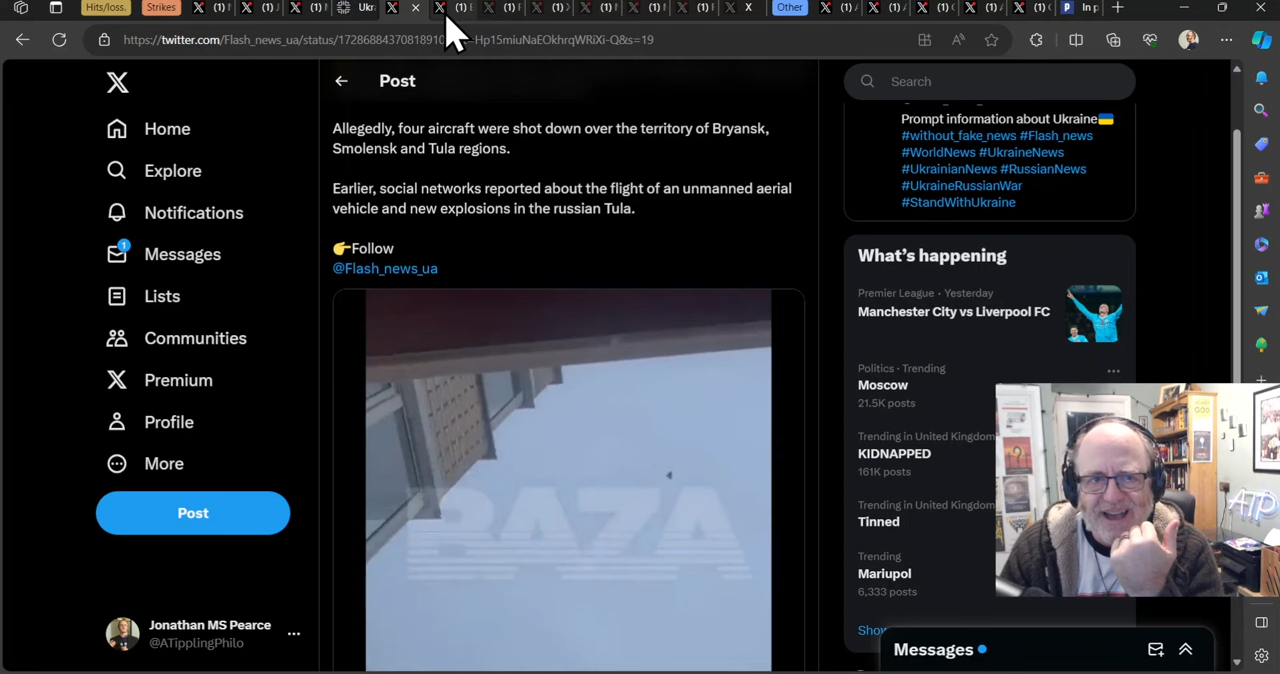 Hits/loss.
Strikes
Ukra
Other
In p
https://twitter.com/Flash_news_ua/status/17286884370818910
=Hp15miuNaEOkhrqWRiXi-Q&s=19
Home
Explore
Notifications
1
Messages
Lists
Communities
Premium
Profile
More
Post
Jonathan MS Pearce
@ATipplingPhilo
Post
Allegedly, four aircraft were shot down over the territory of Bryansk,
Smolensk and Tula regions.
Earlier, social networks reported about the flight of an unmanned aerial
vehicle and new explosions in the russian Tula.
👉Follow
@Flash_news_ua
BAZA
Search
Prompt information about Ukraine🇺🇦
#without_fake_news #Flash_news
#WorldNews #UkraineNews
#UkrainianNews #RussianNews
#UkraineRussianWar
#StandWithUkraine
What's happening
Premier League · Yesterday
Manchester City vs Liverpool FC
Politics · Trending
Moscow
21.5K posts
Trending in United Kingdom
KIDNAPPED
161K posts
Trending in United Kingdom
Tinned
Trending
Mariupol
6,333 posts
Show
Messages
ATP